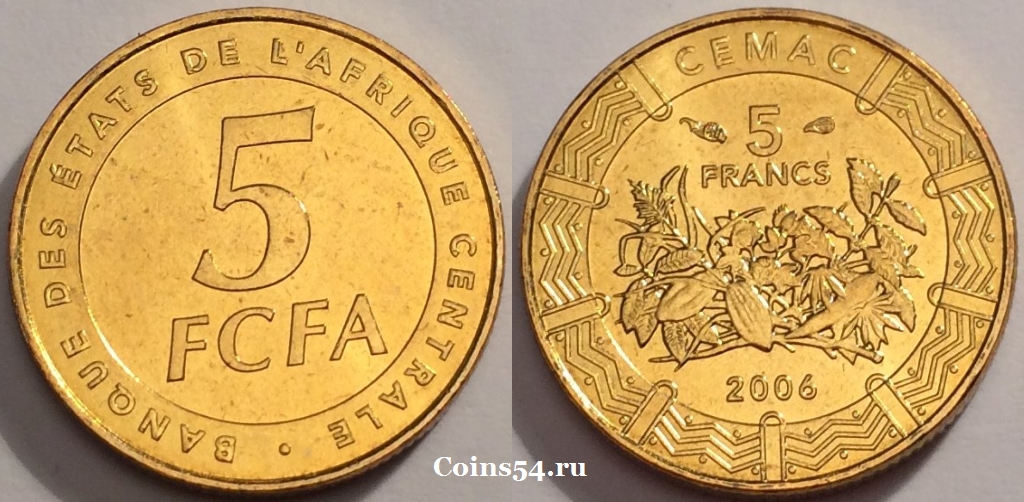 BANQUE DES ÉTATS DE L'AFRIQUE CENTRALE •
5
FCFA
CEMAC
5
FRANCS
2006
Coins54.ru